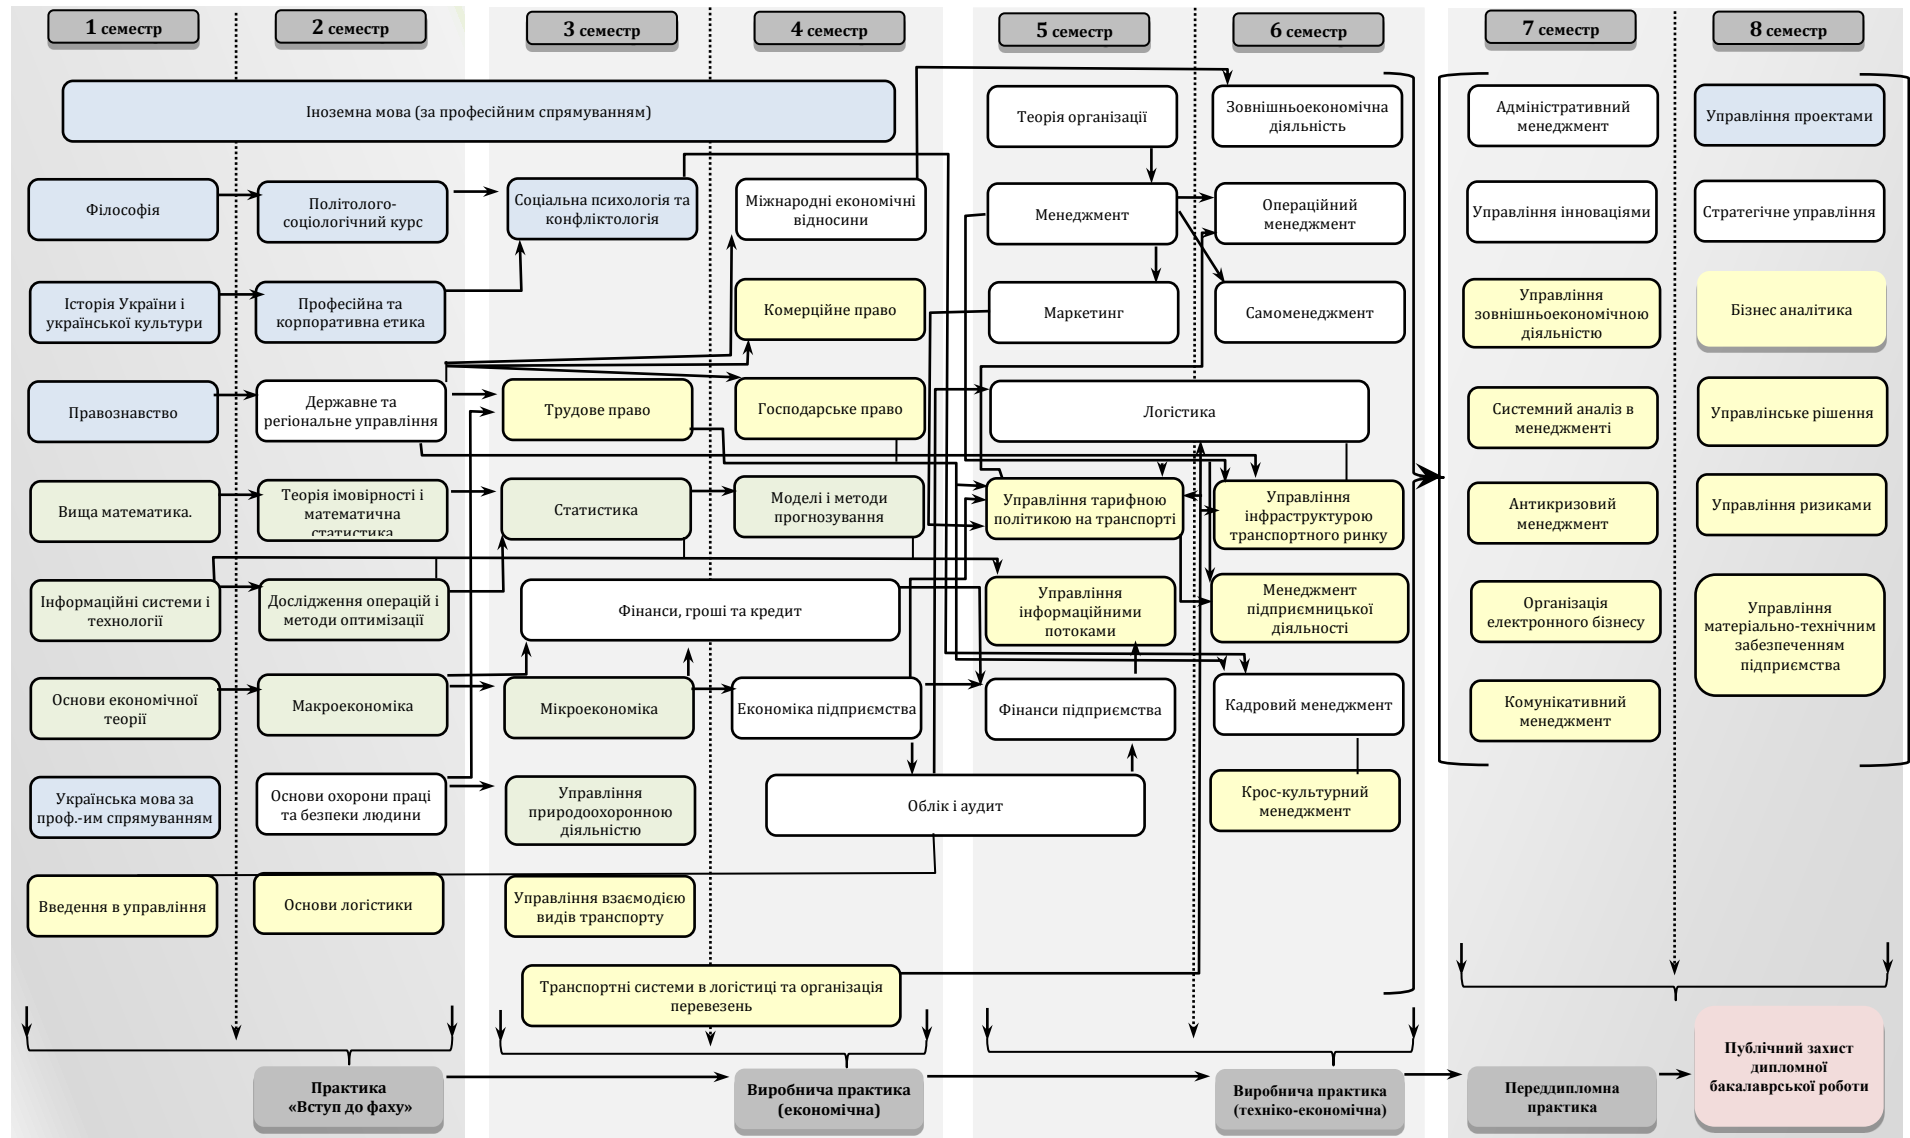 1 семестр
2 семестр
3 семестр
4 семестр
5 семестр
6 семестр
7 семестр
8 семестр
Іноземна мова (за професійним спрямуванням)
Теорія організації
Зовнішньоекономічна
діяльність
Адміністративний
менеджмент
Управління проектами
Філософія
Політолого-
соціологічний курс
Соціальна психологія та
конфліктологія
Міжнародні економічні
відносини
Менеджмент
Операційний
менеджмент
Управління інноваціями
Стратегічне управління
Історія України і
української культури
Професійна та
корпоративна етика
Комерційне право
Маркетинг
Самоменеджмент
Управління
зовнішньоекономічною
діяльністю
Бізнес аналітика
Правознавство
Державне та
регіональне управління
Трудове право
Господарське право
Логістика
Системний аналіз в
менеджменті
Управлінське рішення
Вища математика.
Теорія імовірності і
математична
статистика
Статистика
Моделі і методи
прогнозування
Управління тарифною
політикою на транспорті
Управління
інфраструктурою
транспортного ринку
Антикризовий
менеджмент
Управління ризиками
Інформаційні системи і
технології
Дослідження операцій і
методи оптимізації
Фінанси, гроші та кредит
Управління
інформаційними
потоками
Менеджмент
підприємницької
діяльності
Організація
електронного бізнесу
Управління
матеріально-технічним
забезпеченням
підприємства
Основи економічної
теорії
Макроекономіка
Мікроекономіка
Економіка підприємства
Фінанси підприємства
Кадровий менеджмент
Комунікативний
менеджмент
Українська мова за
проф.-им спрямуванням
Основи охорони праці
та безпеки людини
Управління
природоохоронною
діяльністю
Облік і аудит
Крос-культурний
менеджмент
Введення в управління
Основи логістики
Управління взаємодією
видів транспорту
Транспортні системи в логістиці та організація
перевезень
Практика
«Вступ до фаху»
Виробнича практика
(економічна)
Виробнича практика
(техніко-економічна)
Переддипломна
практика
Публічний захист
дипломної
бакалаврської роботи